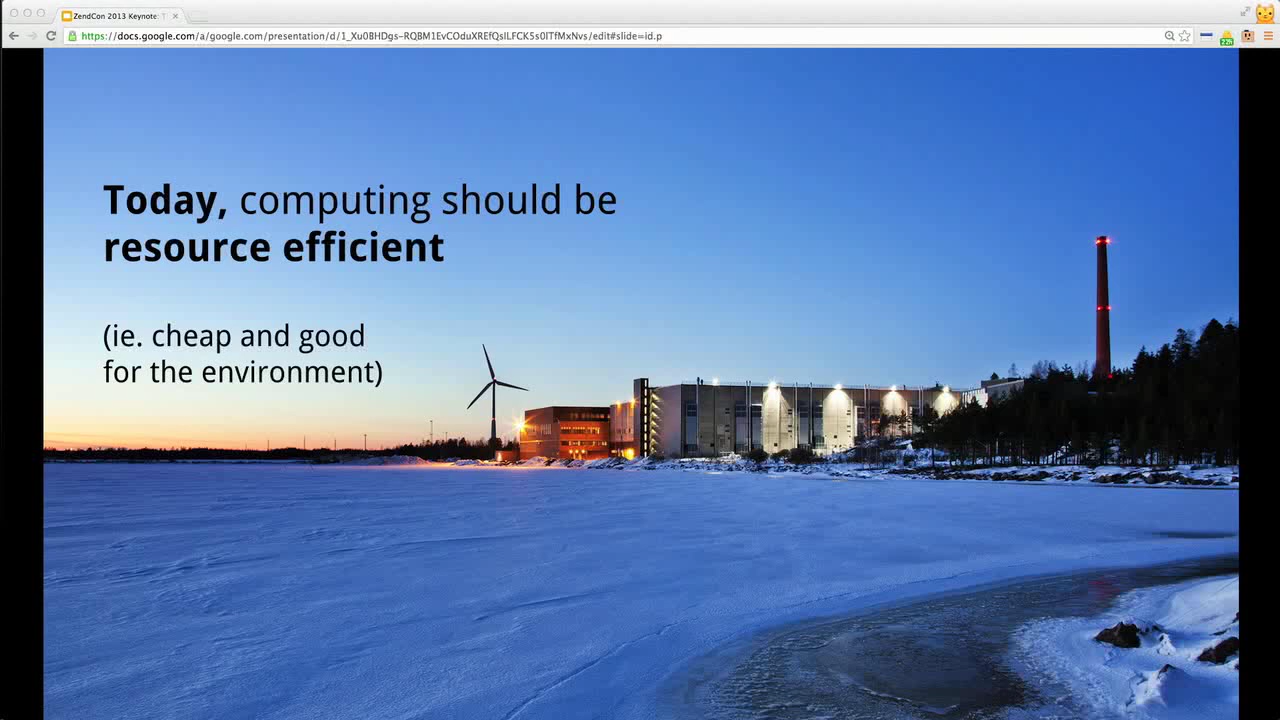 ZendCon 2013 Keynote: T
https://docs.google.com/a/google.com/presentation/d/1_Xu0BHDgs-RQBM1EvCOduXREfQsILFCK5s0ITfMxNvs/edit#slide=id.p
Today, computing should be
resource efficient
(ie. cheap and good
for the environment)